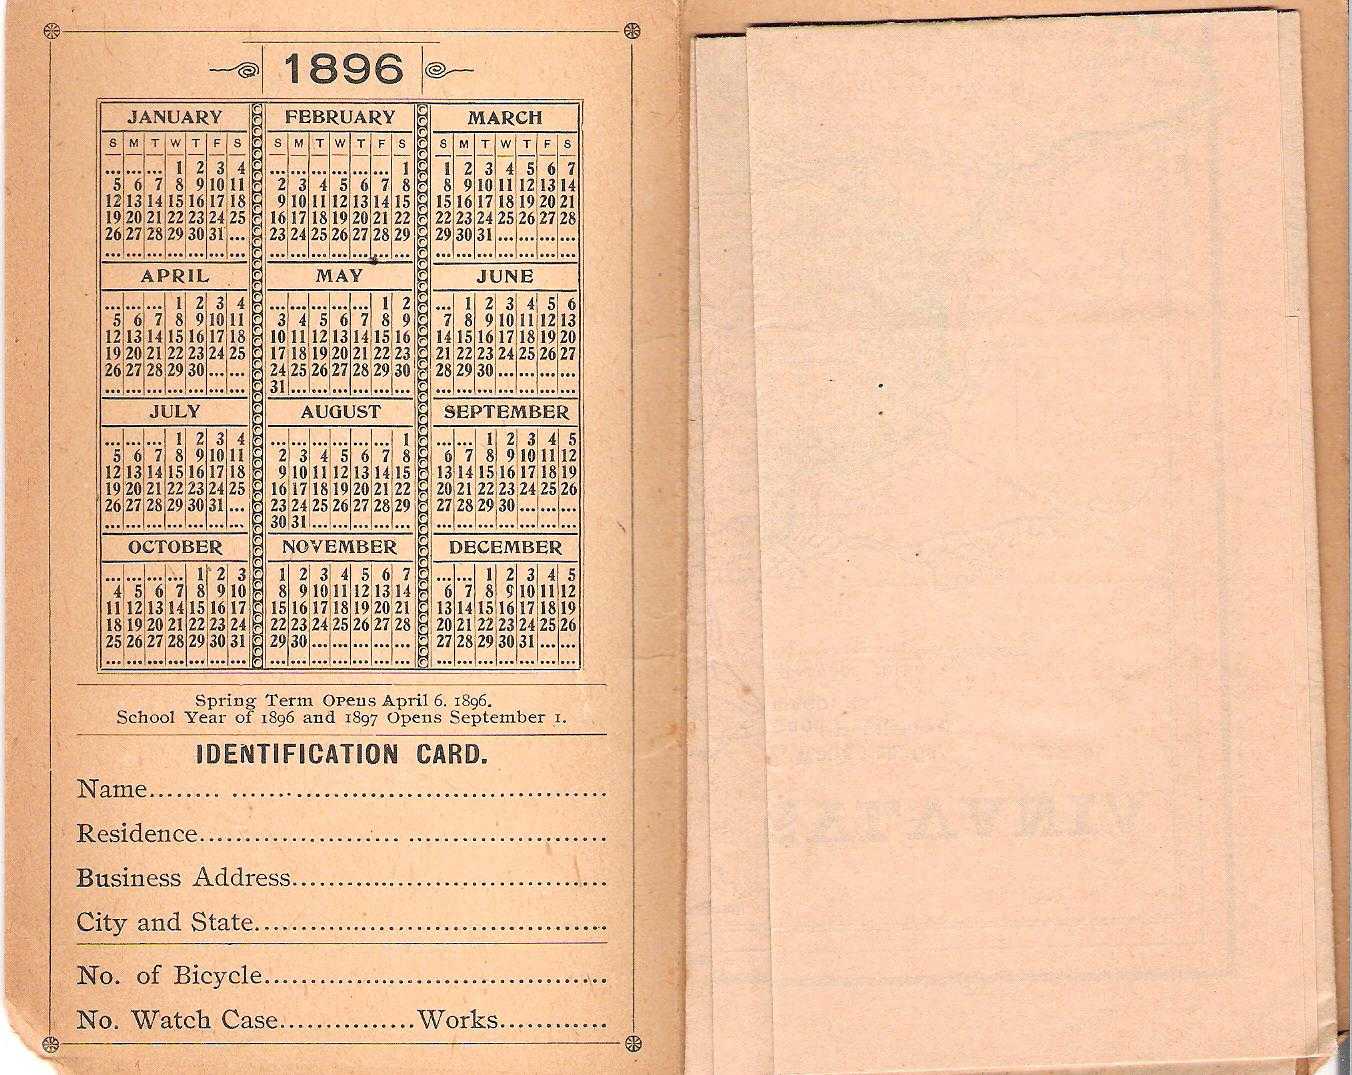 1896
JANUARY FEBRUARY MARCH
S M T W T F S S M T W T F S S M T W T F S
... ... ... 1 2 3 4 ... ... ... ... ... ... 1 1 2 3 4 5 6 7
5 6 7 8 9 10 11 2 3 4 5 6 7 8 8 9 10 11 12 13 14
12 13 14 15 16 17 18 9 10 11 12 13 14 15 15 16 17 18 19 20 21
19 20 21 22 23 24 25 16 17 18 19 20 21 22 22 23 24 25 26 27 28
26 27 28 29 30 31 ... 23 24 25 26 27 28 29 29 30 31 ... ... ... ...
APRIL MAY JUNE
... ... ... 1 2 3 4 ... ... ... ... ... 1 2 ... 1 2 3 4 5 6
5 6 7 8 9 10 11 3 4 5 6 7 8 9 7 8 9 10 11 12 13
12 13 14 15 16 17 18 10 11 12 13 14 15 16 14 15 16 17 18 19 20
19 20 21 22 23 24 25 17 18 19 20 21 22 23 21 22 23 24 25 26 27
26 27 28 29 30 ... ... 24 25 26 27 28 29 30 28 29 30 ... ... ... ...
... ... ... ... ... ... ... 31 ... ... ... ... ... ... ... ... ... ... ... ... ...
JULY AUGUST SEPTEMBER
... ... ... 1 2 3 4 ... ... ... ... ... ... 1 ... ... 1 2 3 4 5
5 6 7 8 9 10 11 2 3 4 5 6 7 8 6 7 8 9 10 11 12
12 13 14 15 16 17 18 9 10 11 12 13 14 15 13 14 15 16 17 18 19
19 20 21 22 23 24 25 16 17 18 19 20 21 22 20 21 22 23 24 25 26
26 27 28 29 30 31 ... 23 24 25 26 27 28 29 27 28 29 30 ... ... ...
... ... ... ... ... ... ... 30 31 ... ... ... ... ... ... ... ... ... ... ... ...
OCTOBER NOVEMBER DECEMBER
... ... ... ... 1 2 3 1 2 3 4 5 6 7 ... ... 1 2 3 4 5
4 5 6 7 8 9 10 8 9 10 11 12 13 14 6 7 8 9 10 11 12
11 12 13 14 15 16 17 15 16 17 18 19 20 21 13 14 15 16 17 18 19
18 19 20 21 22 23 24 22 23 24 25 26 27 28 20 21 22 23 24 25 26
25 26 27 28 29 30 31 29 30 ... ... ... ... ... 27 28 29 30 31 ... ...
Spring Term Opens April 6. 1896.
School Year of 1896 and 1897 Opens September 1.
IDENTIFICATION CARD.
Name........
Residence........
Business Address........
City and State........
No. of Bicycle........
No. Watch Case........Works........